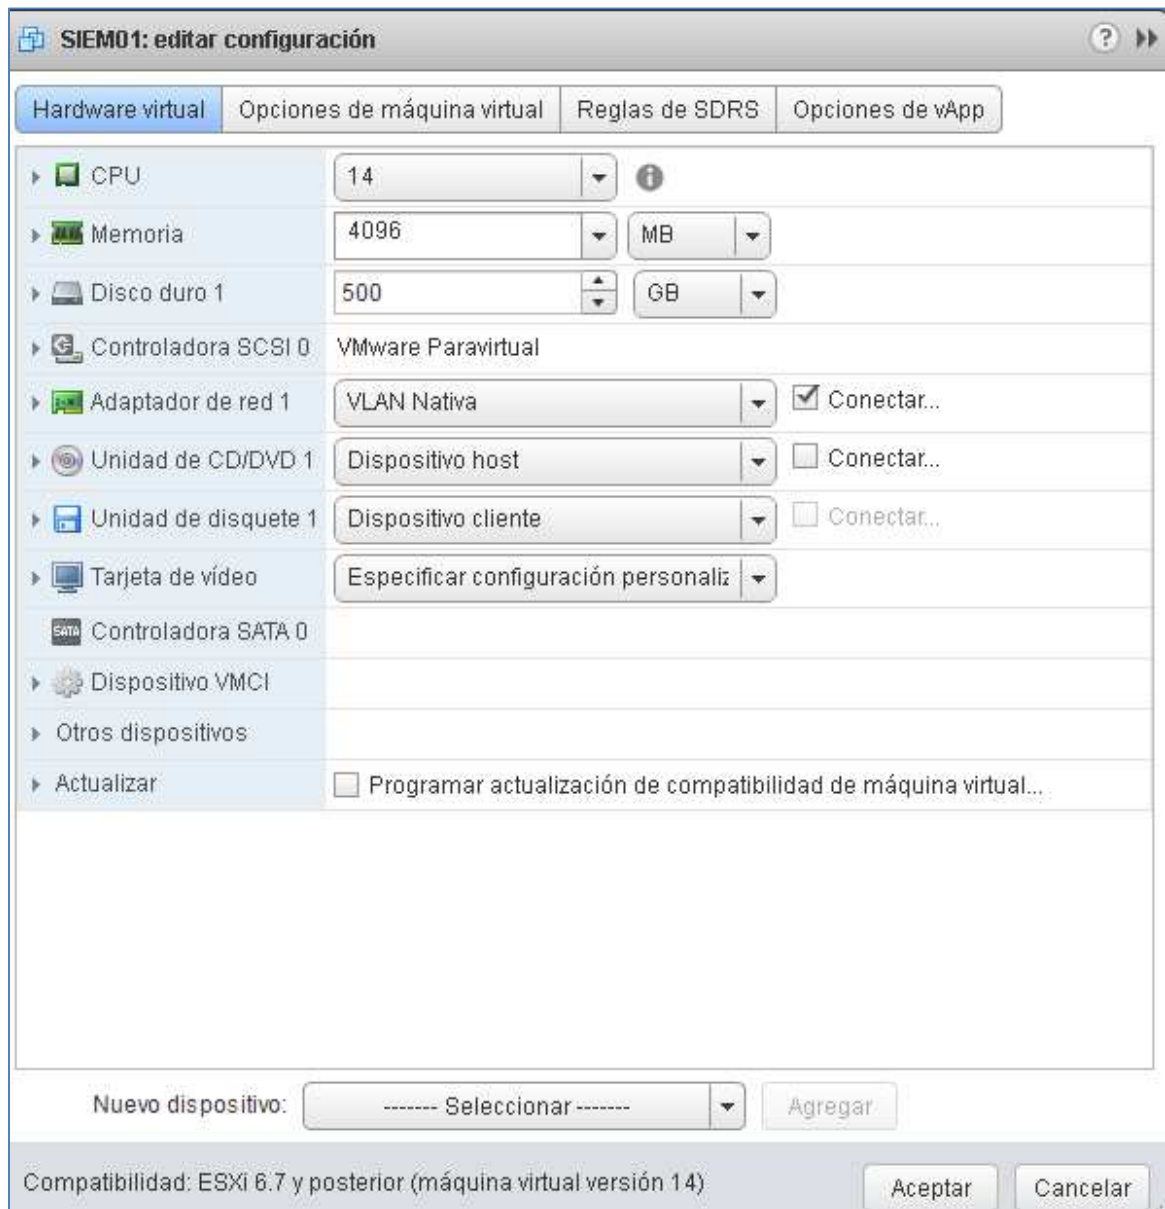 SIEM01: editar configuración
Hardware virtual Opciones de máquina virtual Reglas de SDRS Opciones de vApp
CPU 14
Memoria 4096 MB
Disco duro 1 500 GB
Controladora SCSI 0 VMware Paravirtual
Adaptador de red 1 VLAN Nativa Conectar...
Unidad de CD/DVD 1 Dispositivo host Conectar...
Unidad de disquete 1 Dispositivo cliente Conectar...
Tarjeta de vídeo Especificar configuración personaliz
SATA Controladora SATA 0
Dispositivo VMCI
Otros dispositivos
Actualizar Programar actualización de compatibilidad de máquina virtual...
Nuevo dispositivo: ------- Seleccionar ------- Agregar
Compatibilidad: ESXi 6.7 y posterior (máquina virtual versión 14) Aceptar Cancelar